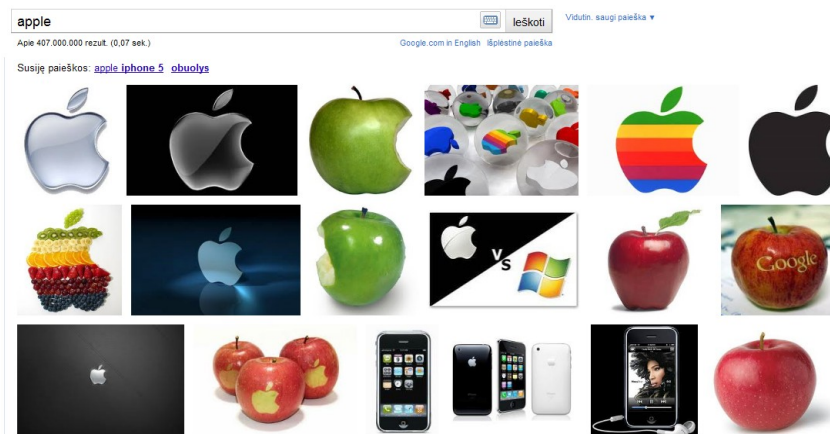 apple
Ieškoti
Vidutin. saugi paieška ▼
Apie 407.000.000 rezult. (0,07 sek.)
Google.com in English Išplėstinė paieška
Susiję paieškos: apple iphone 5 obuolys
VS
Google